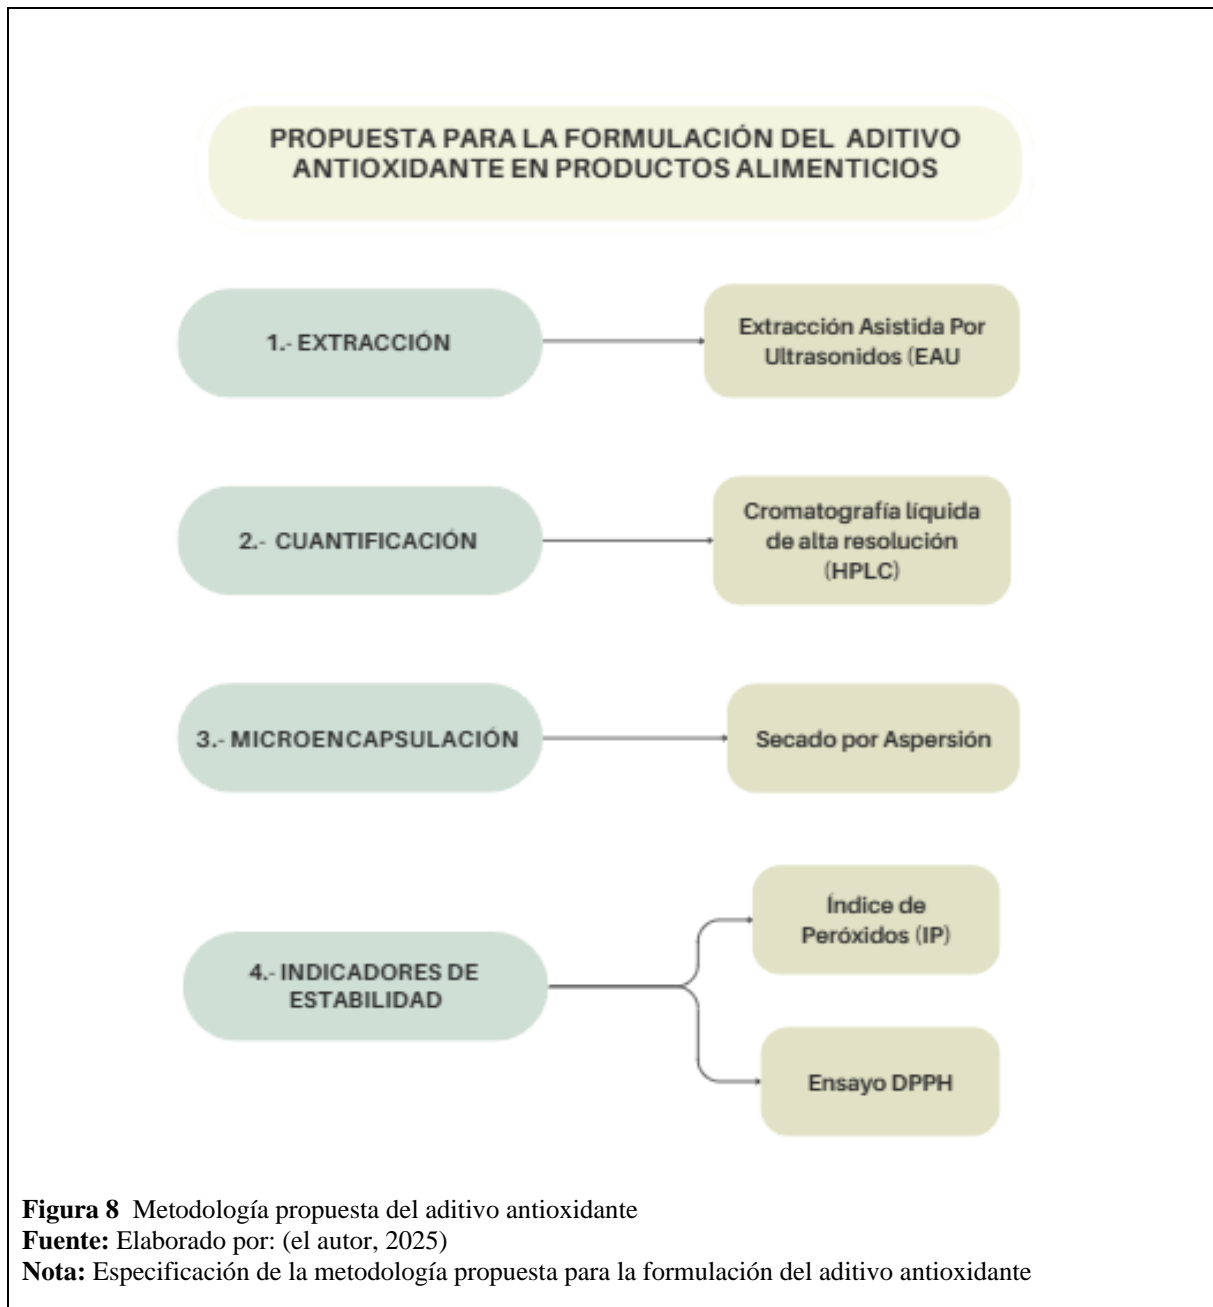 PROPUESTA PARA LA FORMULACIÓN DEL ADITIVO
ANTIOXIDANTE EN PRODUCTOS ALIMENTICIOS
1.- EXTRACCIÓN
Extracción Asistida Por
Ultrasonidos (EAU
2.- CUANTIFICACIÓN
Cromatografía líquida
de alta resolución
(HPLC)
3.- MICROENCAPSULACIÓN
Secado por Aspersión
4.- INDICADORES DE
ESTABILIDAD
Índice de
Peróxidos (IP)
Ensayo DPPH
Figura 8 Metodología propuesta del aditivo antioxidante
Fuente: Elaborado por: (el autor, 2025)
Nota: Especificación de la metodología propuesta para la formulación del aditivo antioxidante